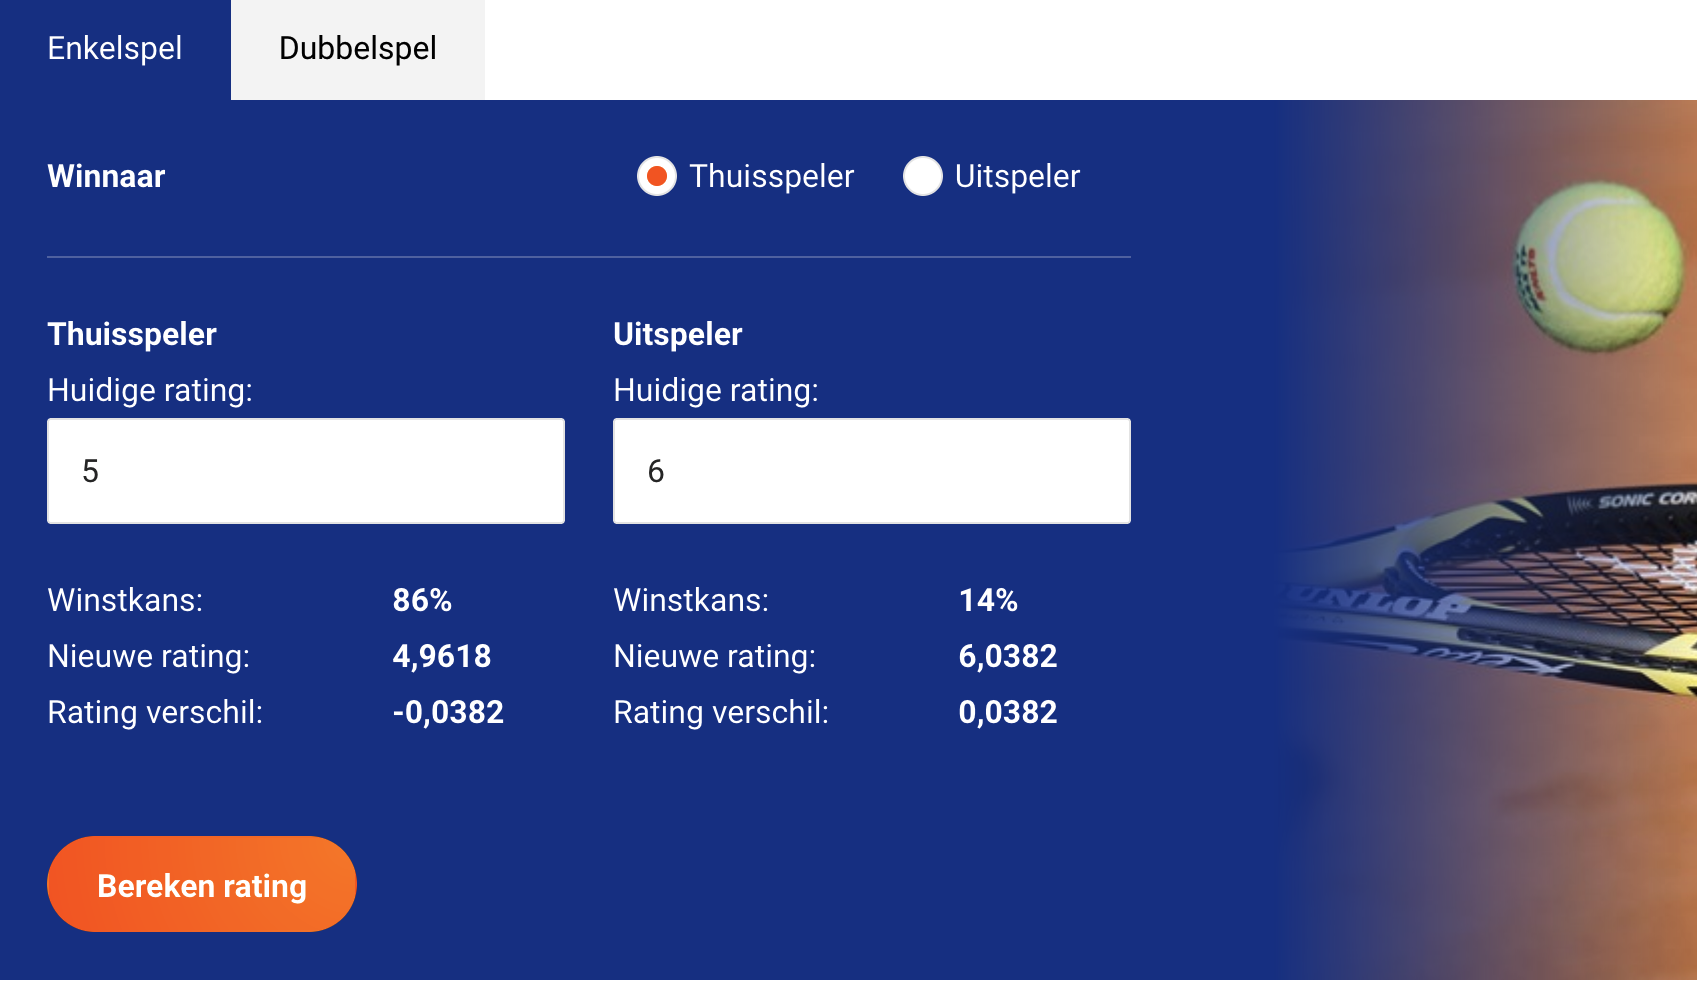 Enkelspel
Dubbelspel
Winnaar
Thuisspeler
Uitspeler
Thuisspeler
Huidige rating:
5
Winstkans: 86%
Nieuwe rating: 4,9618
Rating verschil: -0,0382
Uitspeler
Huidige rating:
6
Winstkans: 14%
Nieuwe rating: 6,0382
Rating verschil: 0,0382
Bereken rating
SONIC COR
DUNLOP